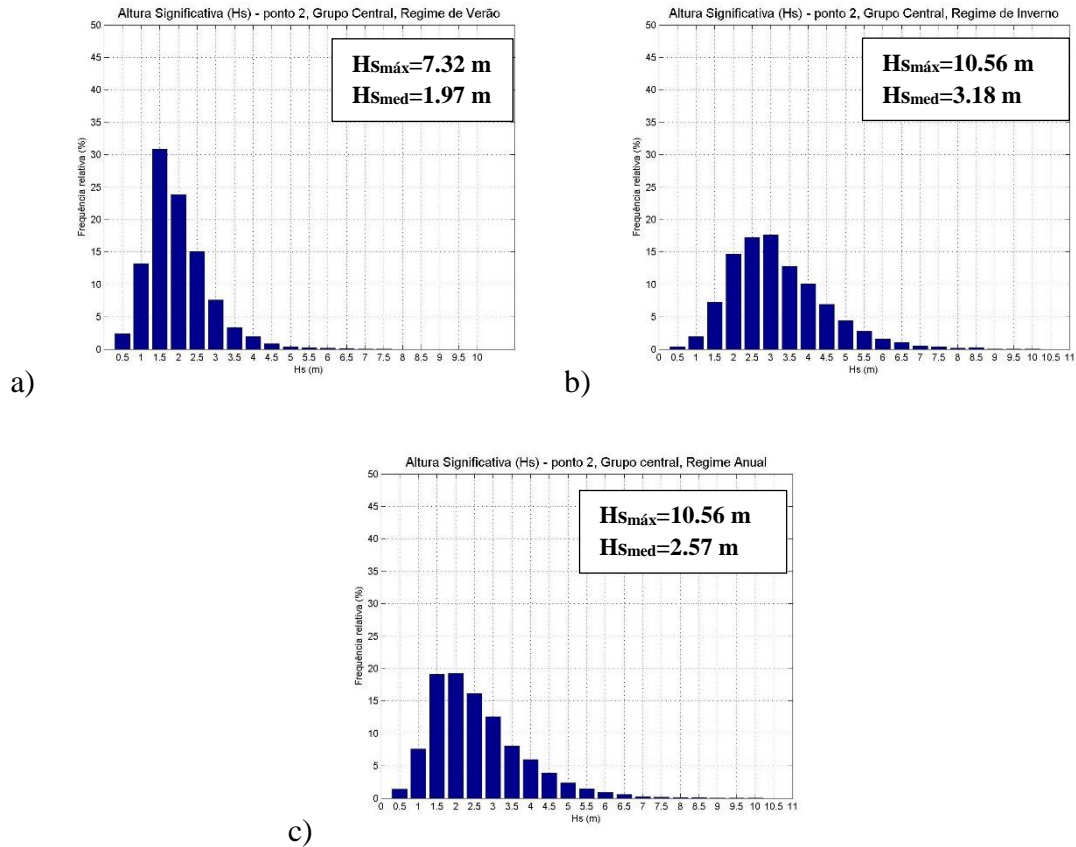 Altura Significativa (Hs) - ponto 2, Grupo Central, Regime de Verão
Hsmáx=7.32 m
Hsmed=1.97 m
Frequência relativa (%)
50
45
40
35
30
25
20
15
10
5
0
0.5 1 1.5 2 2.5 3 3.5 4 4.5 5 5.5 6 6.5 7 7.5 8 8.5 9 9.5 10
Hs (m)
a)
Altura Significativa (Hs) - ponto 2, Grupo Central, Regime de Inverno
Hsmáx=10.56 m
Hsmed=3.18 m
Frequência relativa (%)
50
45
40
35
30
25
20
15
10
5
0
0 0.5 1 1.5 2 2.5 3 3.5 4 4.5 5 5.5 6 6.5 7 7.5 8 8.5 9 9.5 10 10.5 11
Hs (m)
b)
Altura Significativa (Hs) - ponto 2, Grupo central, Regime Anual
Hsmáx=10.56 m
Hsmed=2.57 m
Frequência relativa (%)
50
45
40
35
30
25
20
15
10
5
0
0 0.5 1 1.5 2 2.5 3 3.5 4 4.5 5 5.5 6 6.5 7 7.5 8 8.5 9 9.5 10 10.5 11
Hs (m)
c)